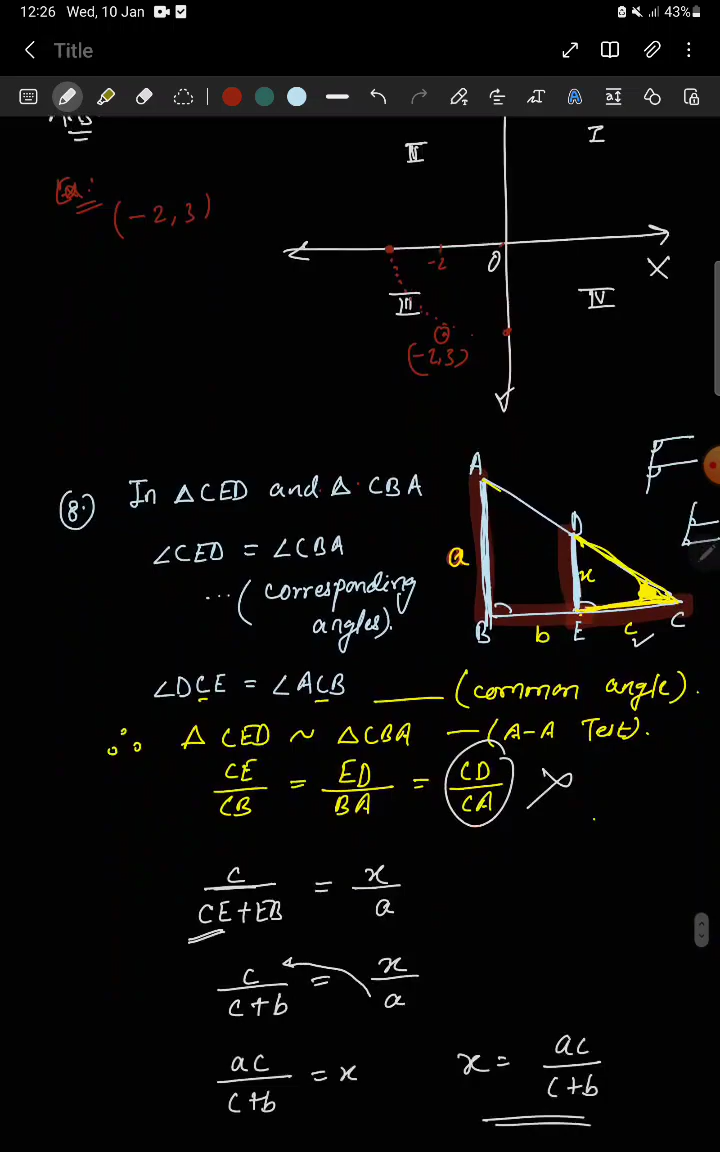 12:26 Wed, 10 Jan 43%
Title
Ans
II I
Ex:
(-2,3)
-2 0 X
III IV
(-2,3)
8. In △CED and △ CBA
∠CED = ∠CBA
... (corresponding
angles).
A
D
a x
B b E c C
∠DCE = ∠ACB ——— (common angle).
∴ △ CED ~ △CBA — (A-A Test).
CE/CB = ED/BA = CD/CA
c/(CE+EB) = x/a
c/(c+b) = x/a
ac/(c+b) = x x = ac/(c+b)